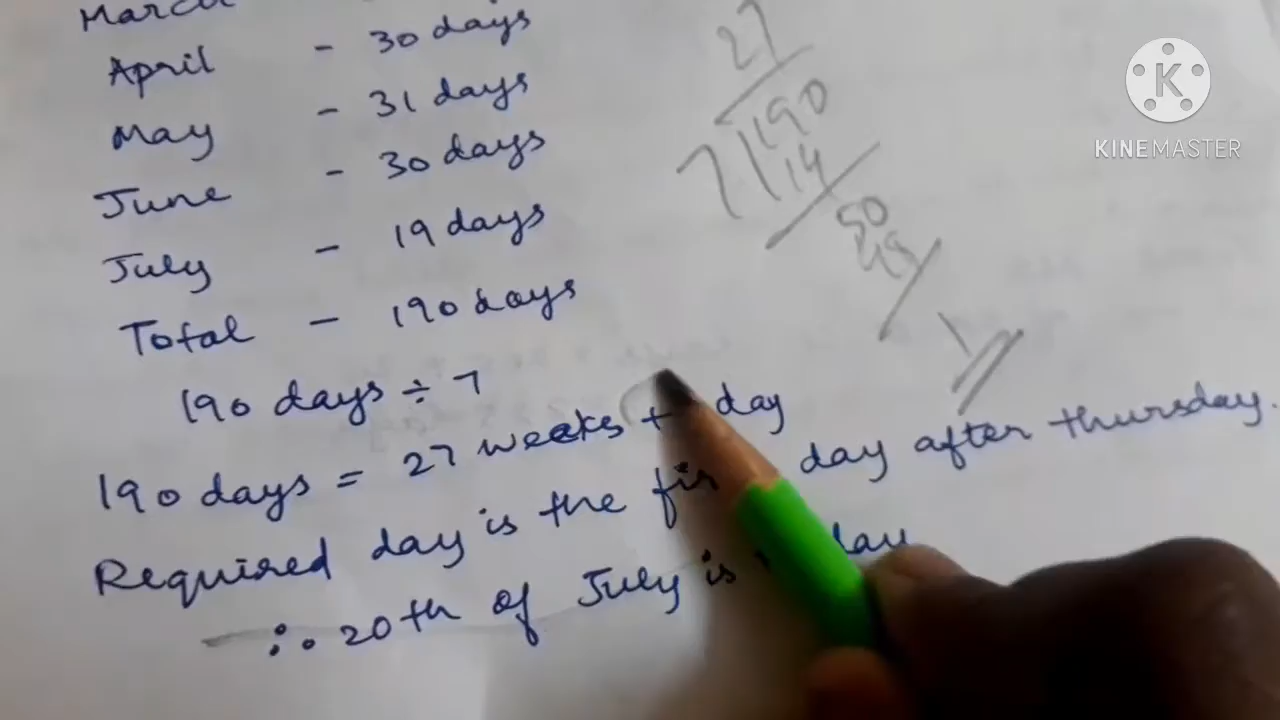 March
April - 30 days
May - 31 days
June - 30 days
July - 19 days
Total - 190 days
190 days ÷ 7
190 days = 27 weeks + day
Required day is the day after thursday.
∴ 20th of July is
27
7 190
14
50
49
1
K
KINEMASTER